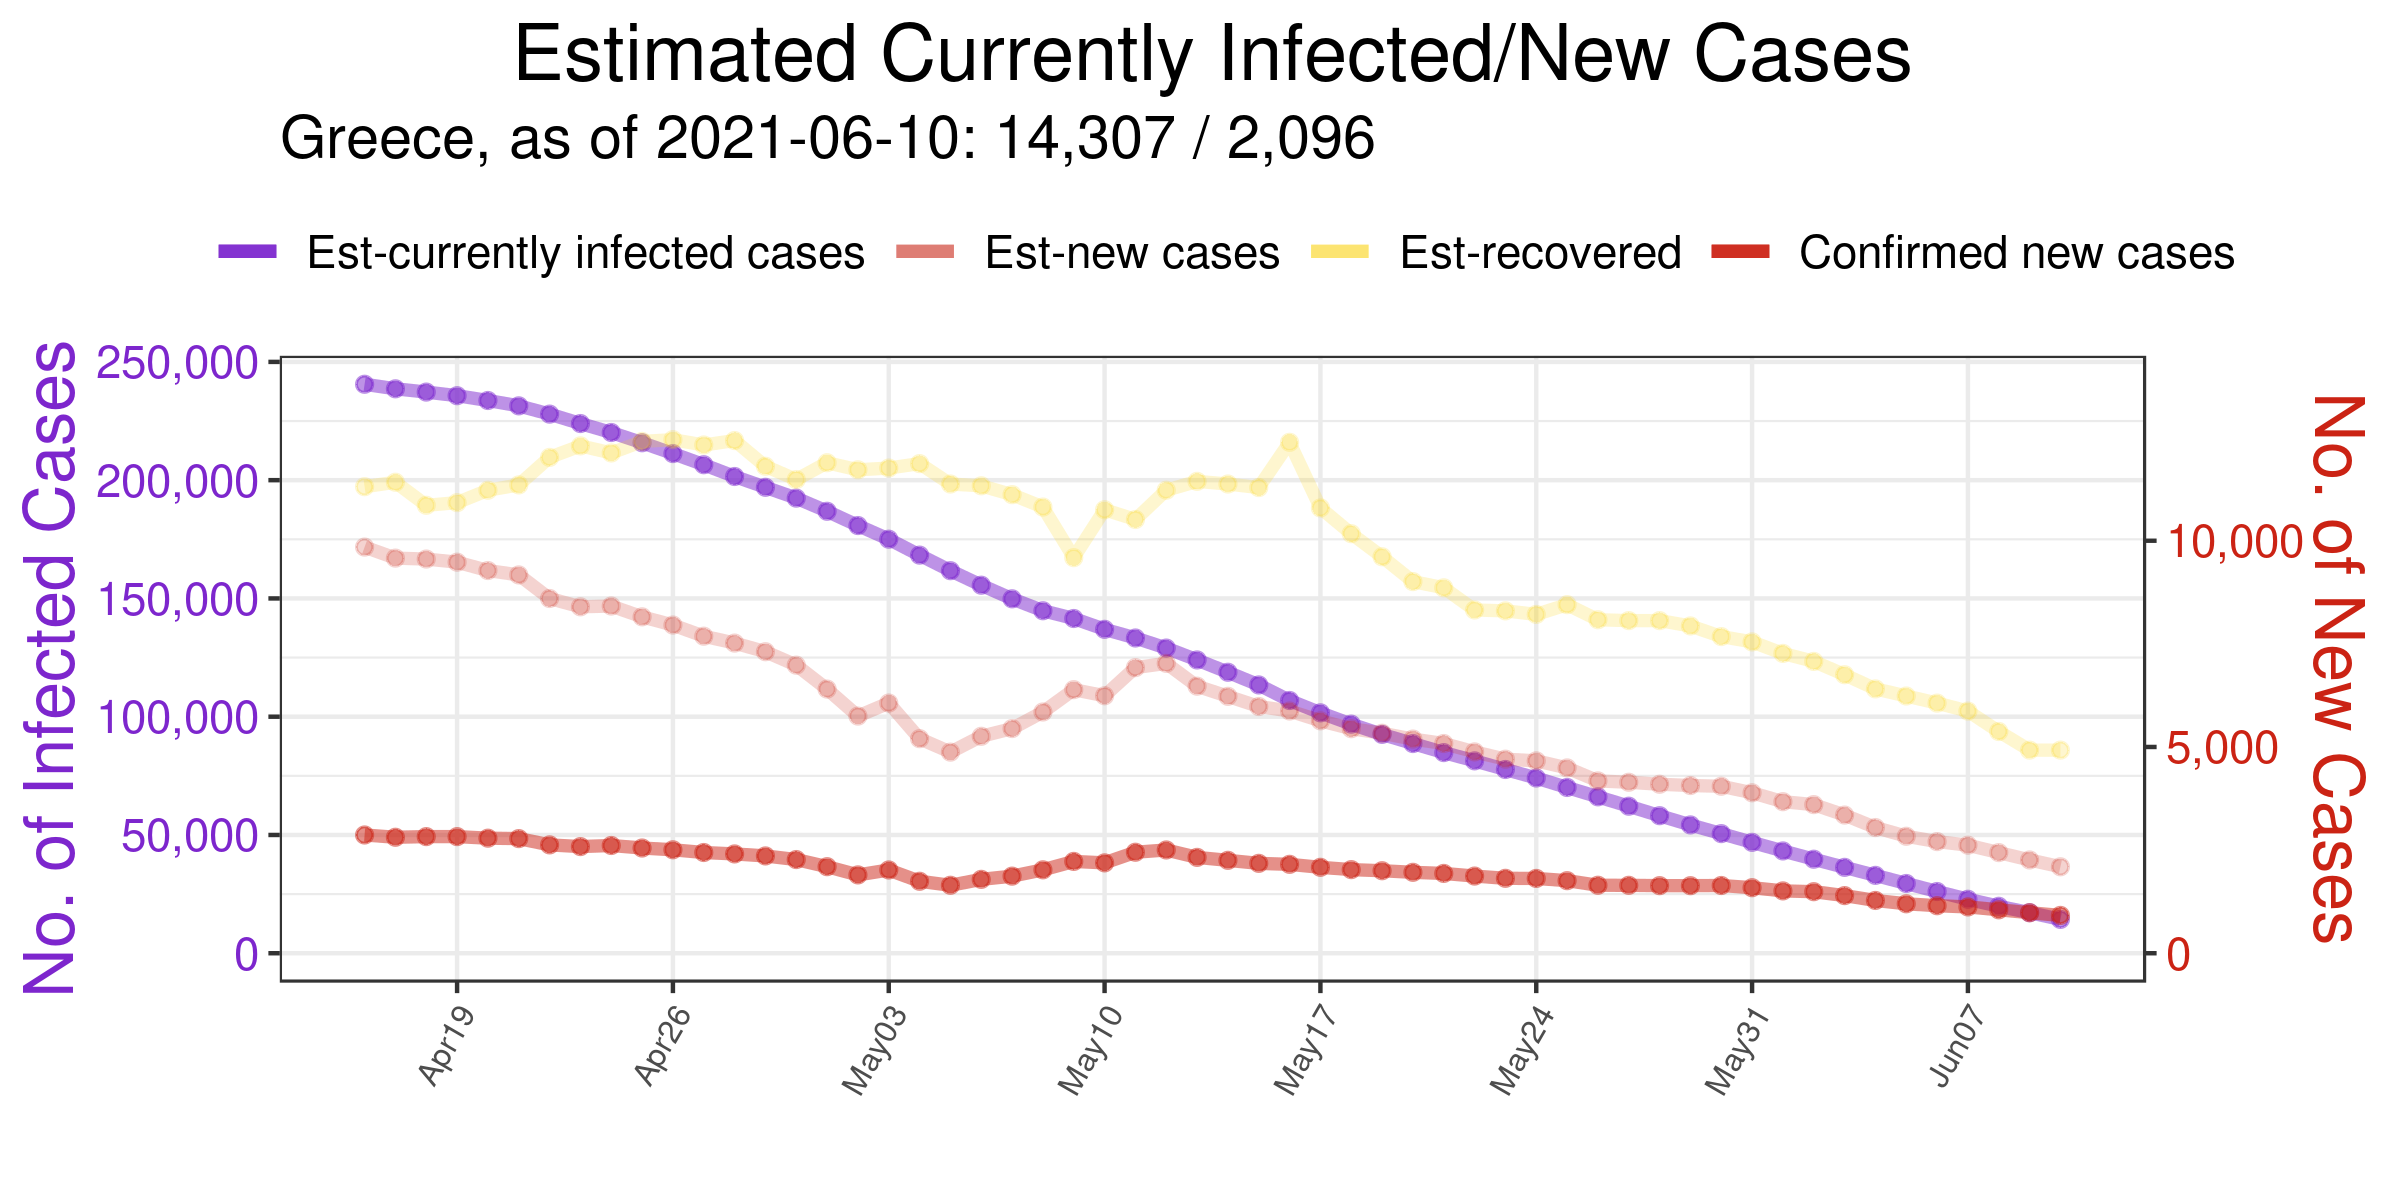 Estimated Currently Infected/New Cases
Greece, as of 2021-06-10: 14,307 / 2,096
Est-currently infected cases Est-new cases Est-recovered Confirmed new cases
No. of Infected Cases
250,000
200,000
150,000
100,000
50,000
0
10,000
5,000
0
No. of New Cases
Apr19 Apr26 May03 May10 May17 May24 May31 Jun07